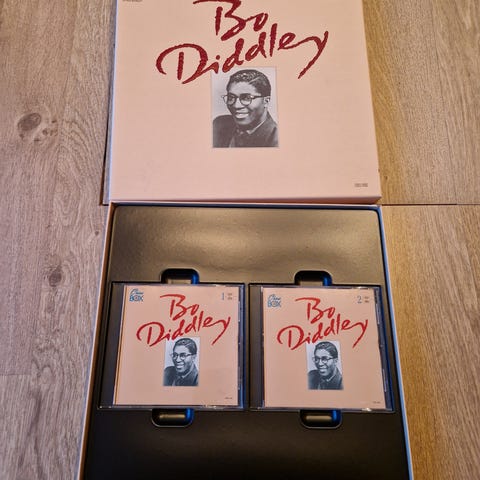 Bo
Diddley
Chess
BOX
1
Bo
Diddley
Chess
BOX
2
Bo
Diddley